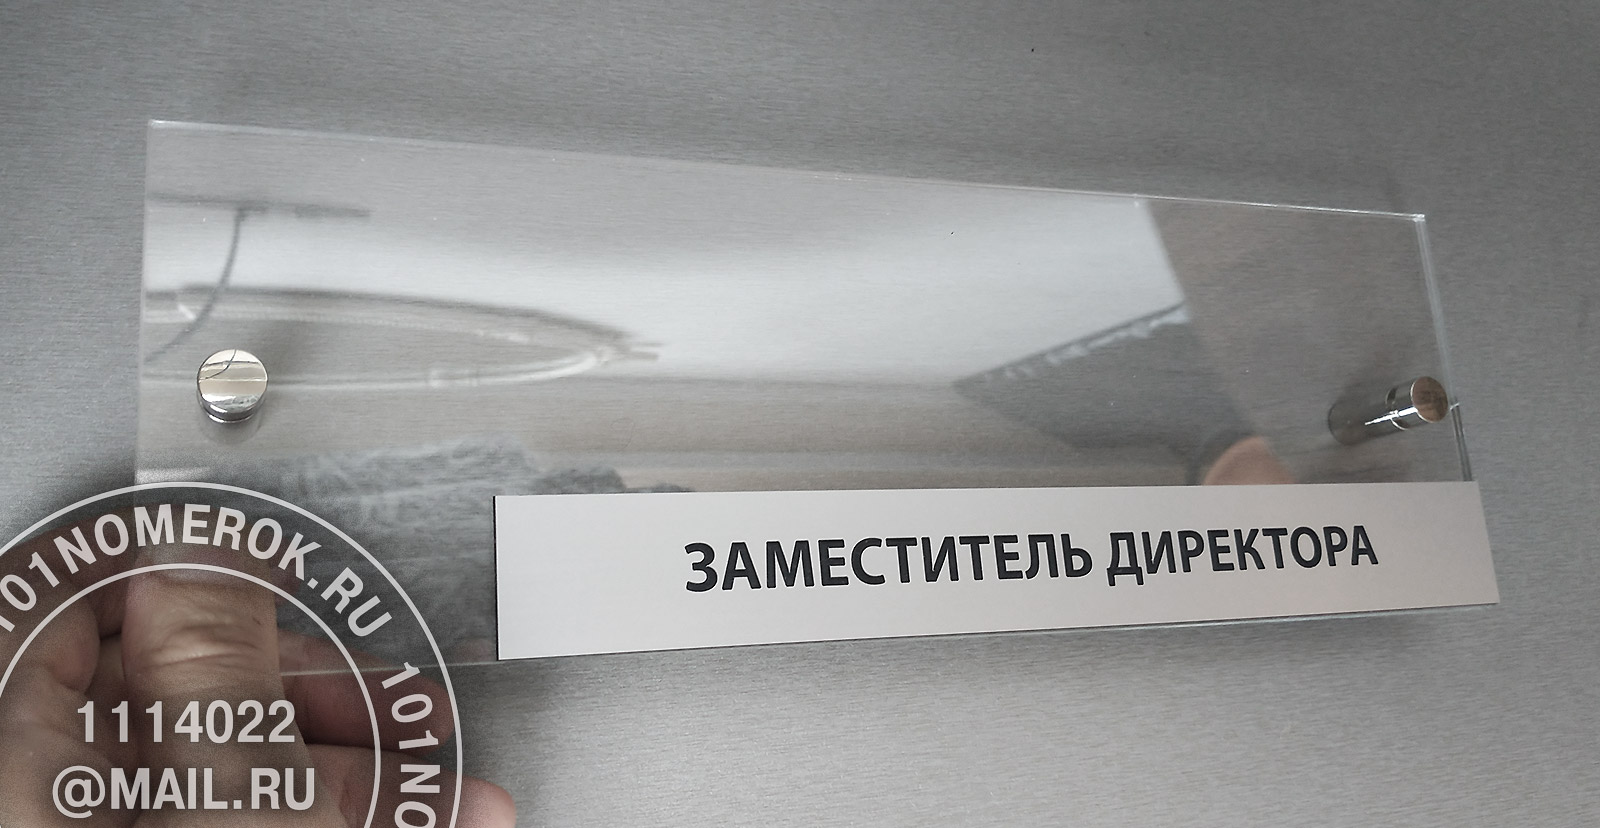 ЗАМЕСТИТЕЛЬ ДИРЕКТОРА
101NOMEROK.RU 101NO
1114022
@MAIL.RU